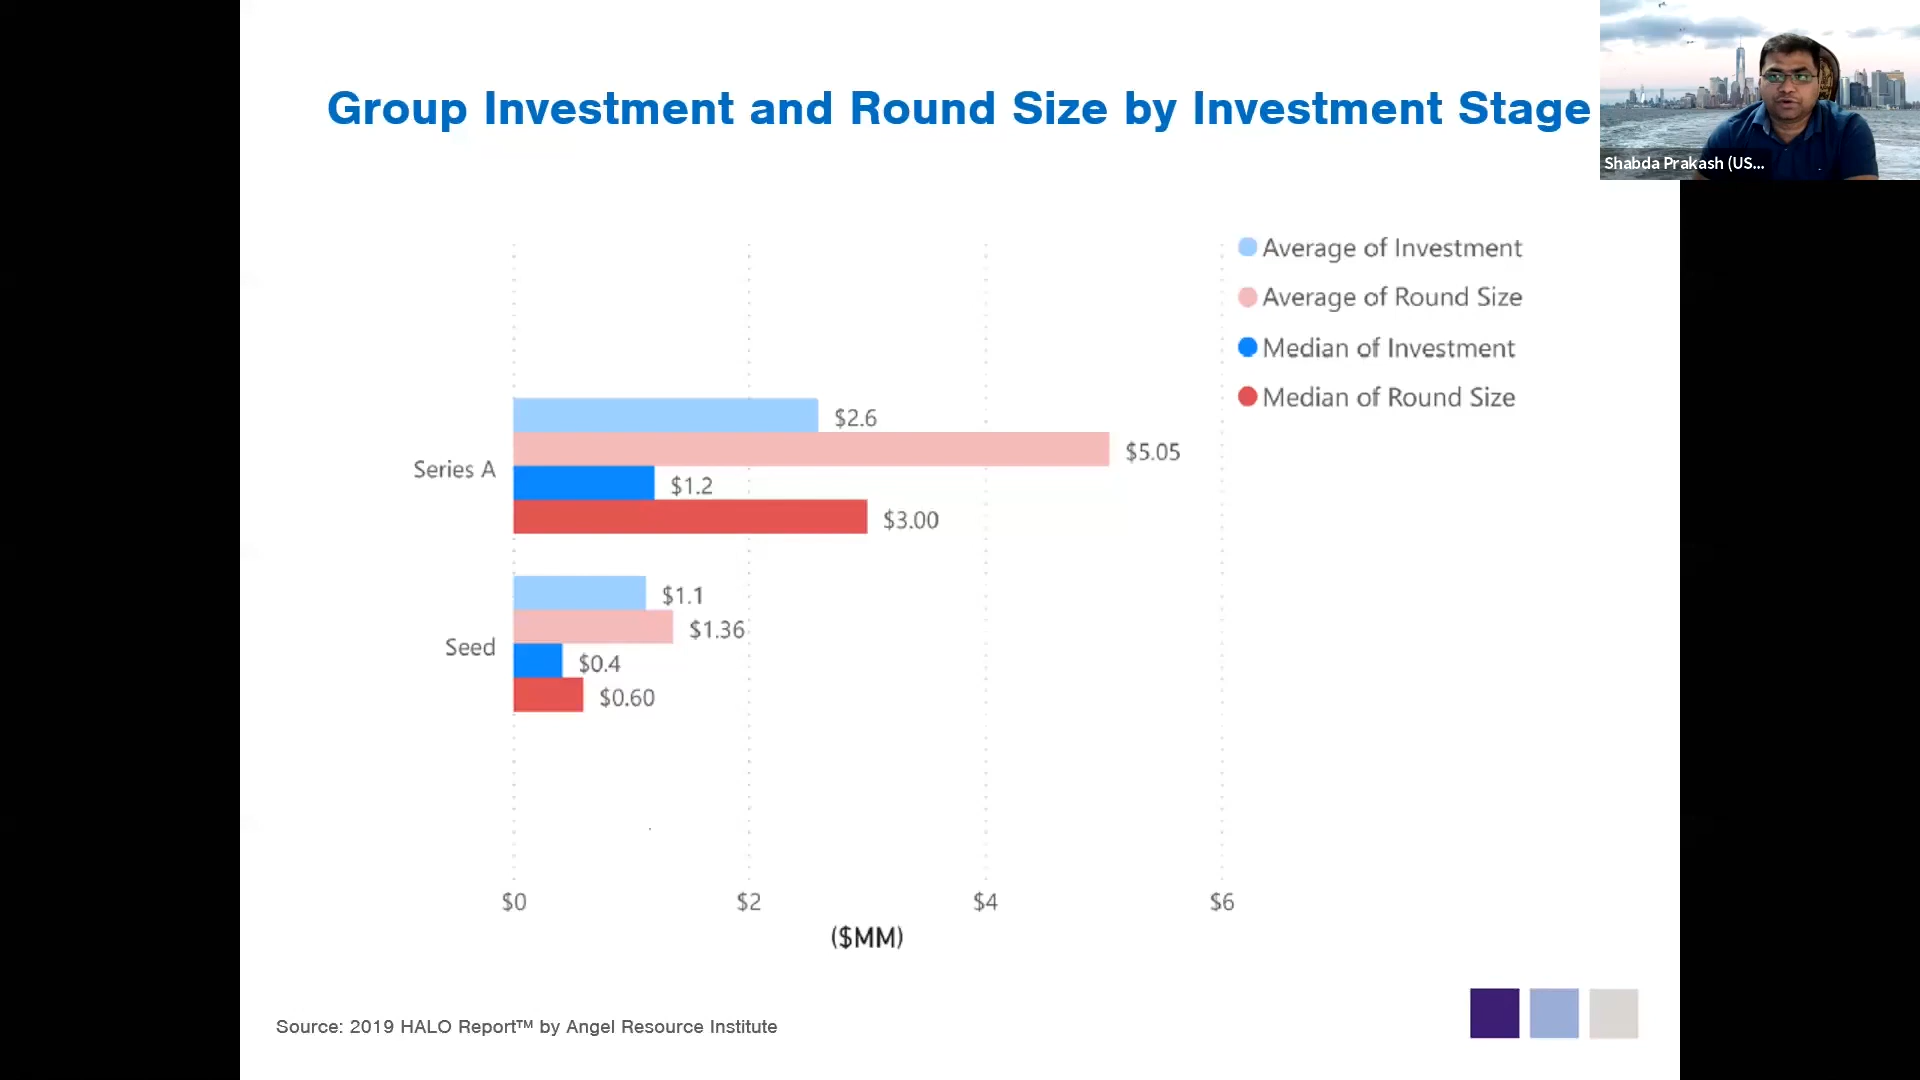 Group Investment and Round Size by Investment Stage
Shabda Prakash (US...
Average of Investment
Average of Round Size
Median of Investment
Median of Round Size
Series A
$2.6
$5.05
$1.2
$3.00
Seed
$1.1
$1.36
$0.4
$0.60
$0 $2 $4 $6
($MM)
Source: 2019 HALO Report™ by Angel Resource Institute